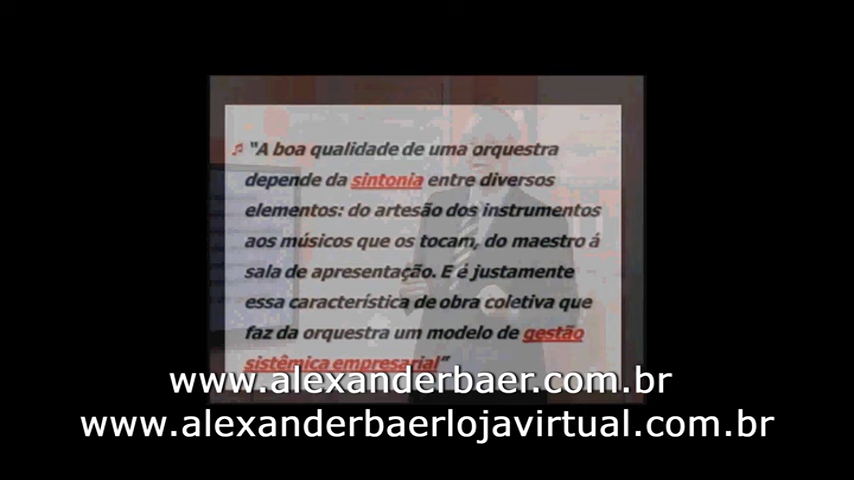 ♫ "A boa qualidade de uma orquestra
depende da sintonia entre diversos
elementos: do artesão dos instrumentos
aos músicos que os tocam, do maestro á
sala de apresentação. E é justamente
essa característica de obra coletiva que
faz da orquestra um modelo de gestão
sistêmica empresarial"
www.alexanderbaer.com.br
www.alexanderbaerlojavirtual.com.br